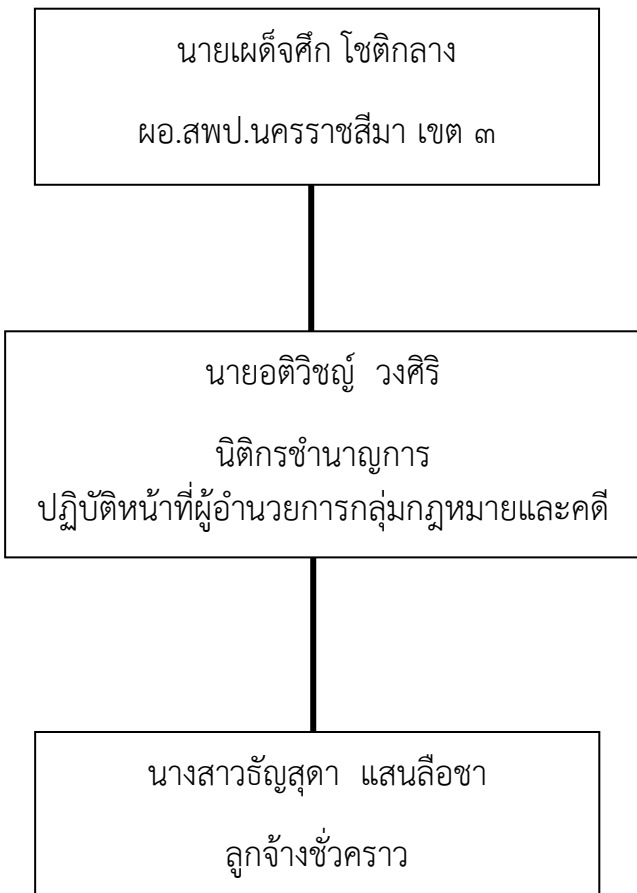 นายเผด็จศึก โชติกลาง
ผอ.สพป.นครราชสีมา เขต ๓
นายอติวิชญ์  วงศิริ
นิติกรชำนาญการ
ปฏิบัติหน้าที่ผู้อำนวยการกลุ่มกฎหมายและคดี
นางสาวธัญสุดา  แสนลือชา
ลูกจ้างชั่วคราว